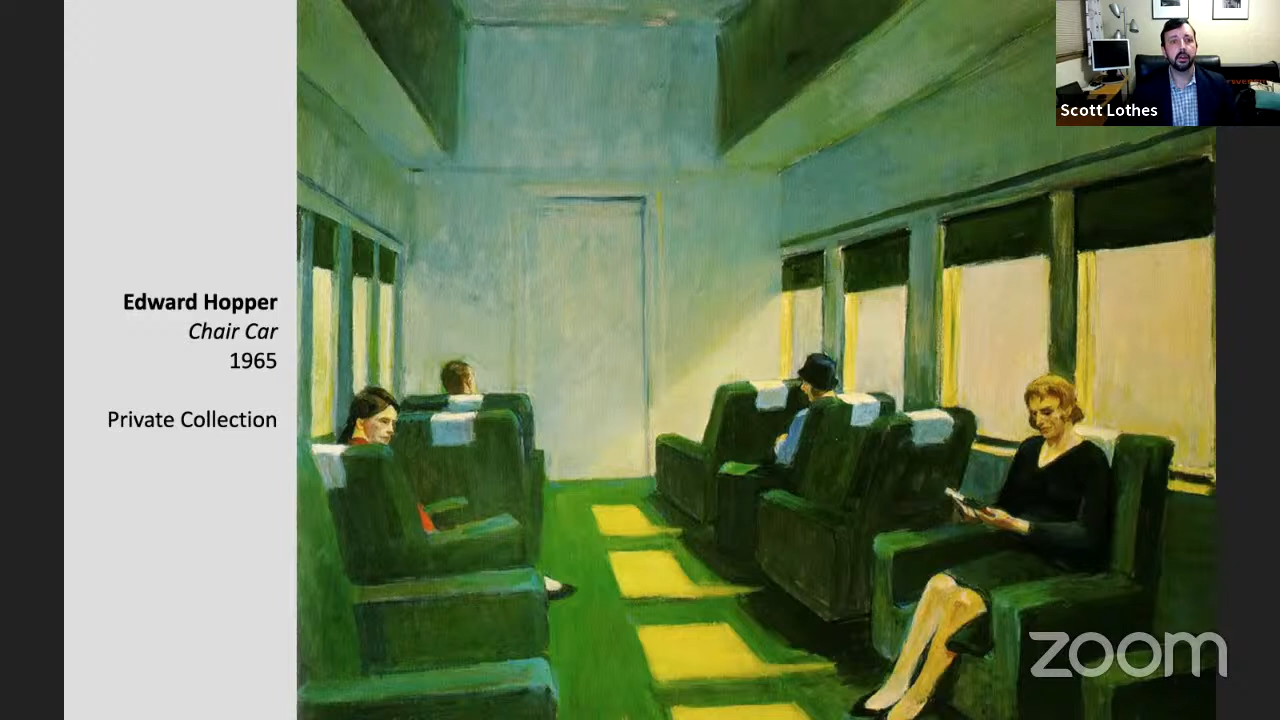 Edward Hopper
Chair Car
1965
Private Collection
Scott Lothes
zoom